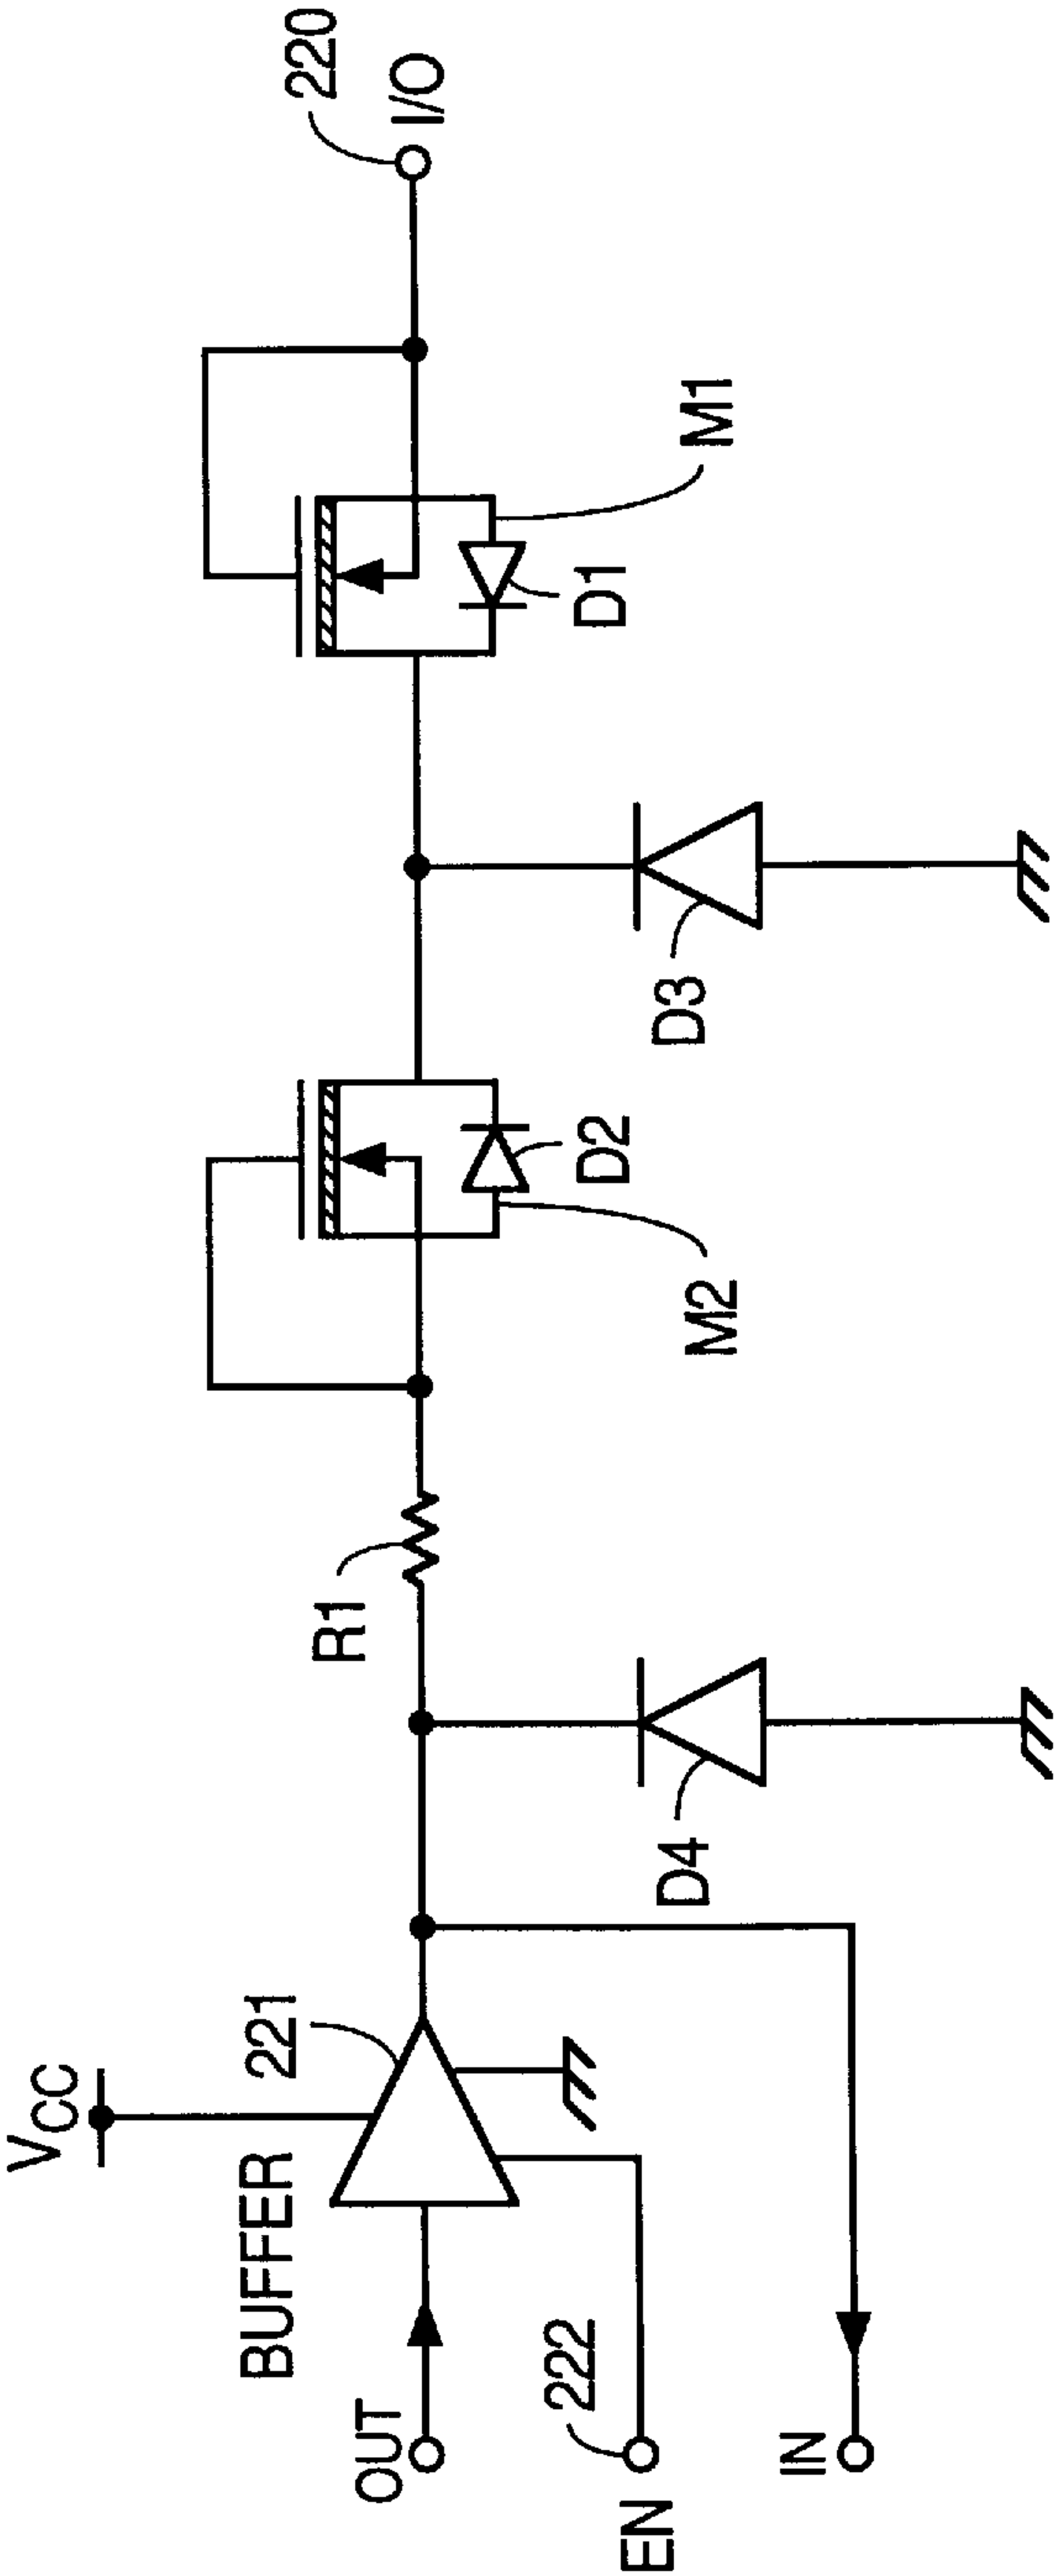 VCC
BUFFER
221
OUT
222
EN
IN
D4
R1
M2
D2
D3
D1
M1
220
I/O